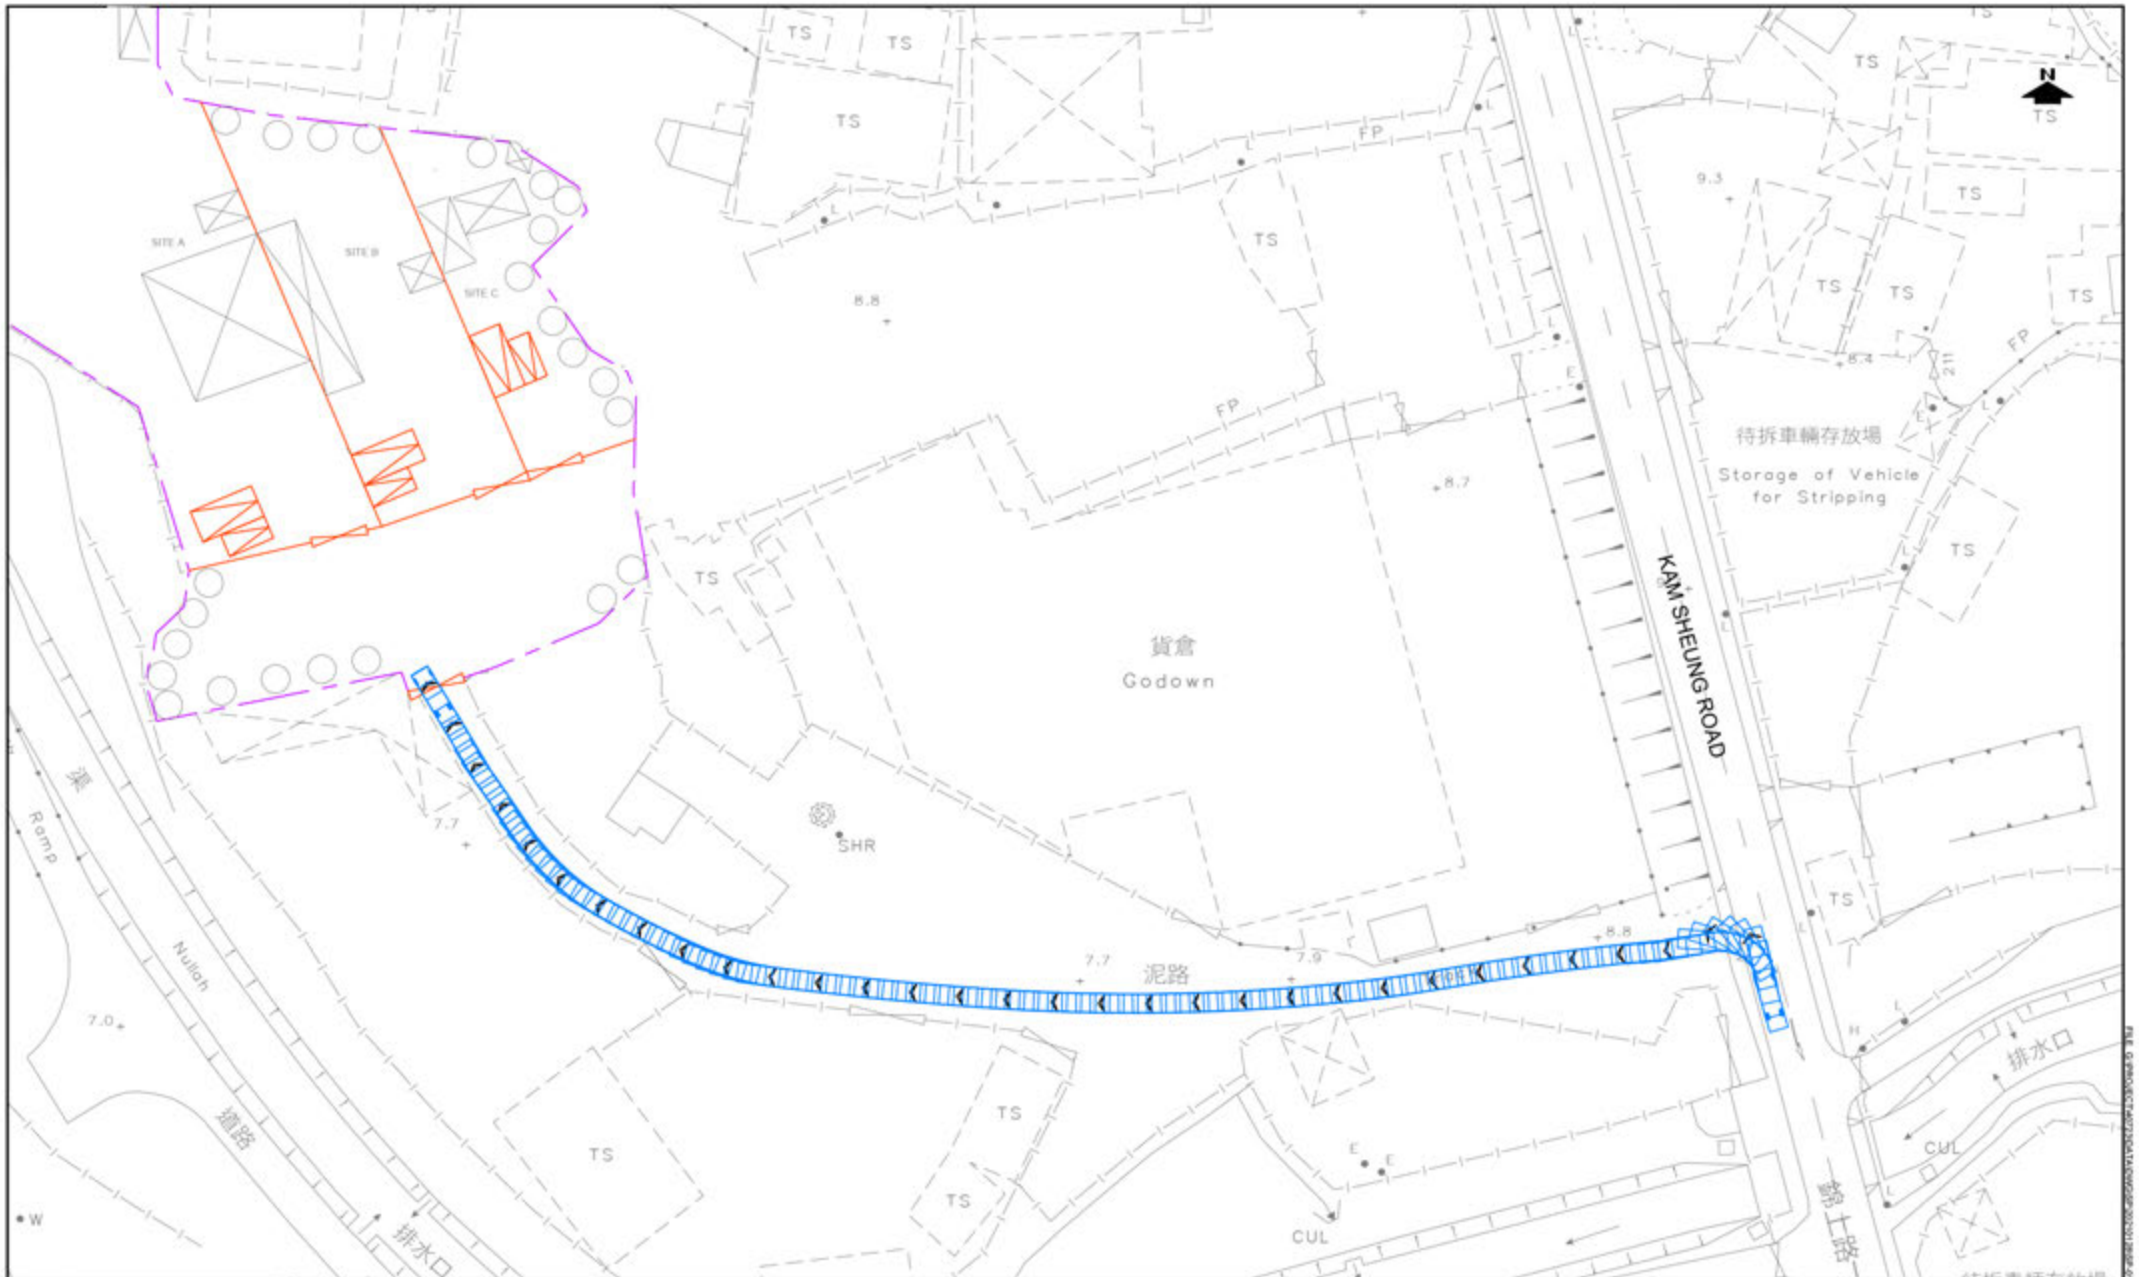 TS
TS
TS
TS
N
TS
TS
FP
9.3
TS
SITE A
SITE B
SITE C
TS
TS
TS
TS
8.8
L
L
L
L
L
E
FP
8.4
211
FP
L
L
待拆車輛存放場
Storage of Vehicle
for Stripping
8.7
TS
TS
L
KAM SHEUNG ROAD
L
貨倉
Godown
渠
Ramp
7.7
SHR
TS
L
Nullah
7.7
泥路
7.9
8.8
7.0
H
L
排水口
道路
TS
TS
TS
E
E
CUL
CUL
L
錦上路
W
排水口